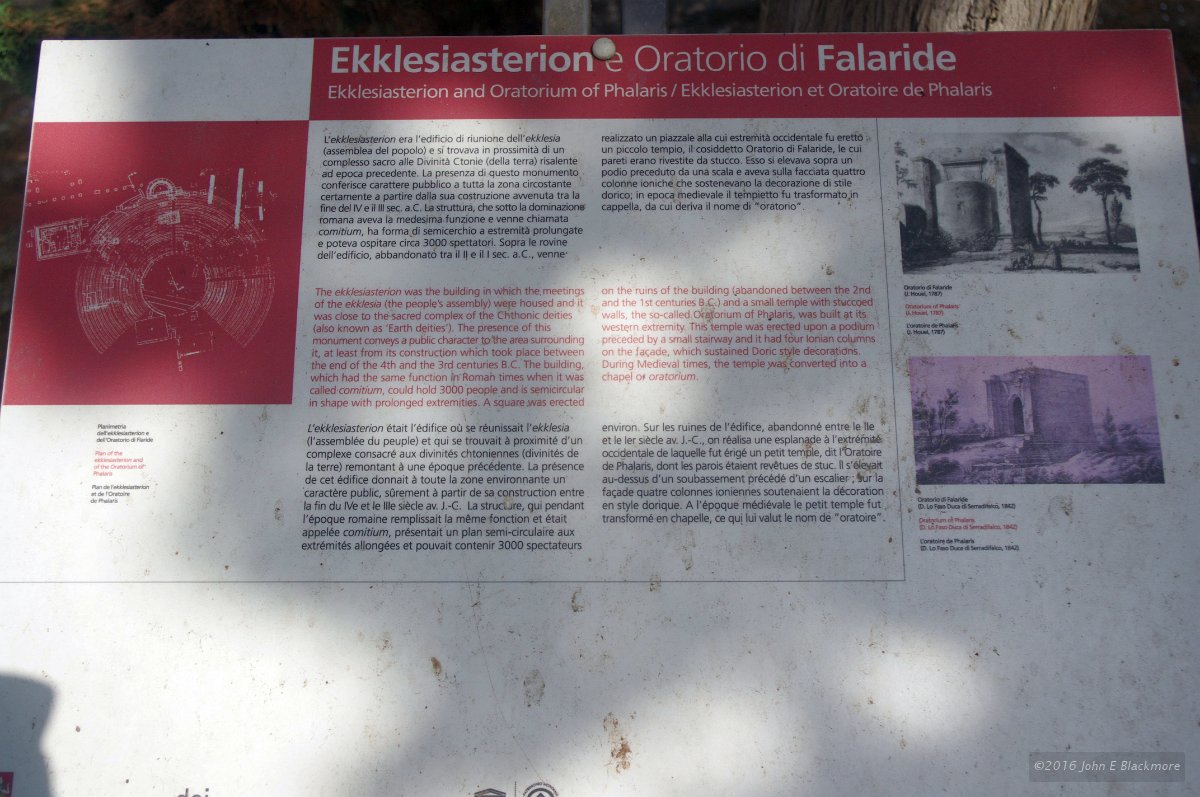 Ekklesiasterion e Oratorio di Falaride
Ekklesiasterion and Oratorium of Phalaris / Ekklesiasterion et Oratoire de Phalaris
L'ekklesiasterion era l'edificio di riunione dell'ekklesia
(assemblea del popolo) e si trovava in prossimità di un
complesso sacro alle Divinità Ctonie (della terra) risalente
ad epoca precedente. La presenza di questo monumento
conferisce carattere pubblico a tutta la zona circostante
certamente a partire dalla sua costruzione avvenuta tra la
fine del IV e il III sec. a.C. La struttura, che sotto la dominazione
romana aveva la medesima funzione e venne chiamata
comitium, ha forma di semicerchio a estremità prolungate
e poteva ospitare circa 3000 spettatori. Sopra le rovine
dell'edificio, abbandonato tra il II e il I sec. a.C., venne
realizzato un piazzale alla cui estremità occidentale fu eretto
un piccolo tempio, il cosiddetto Oratorio di Falaride, le cui
pareti erano rivestite da stucco. Esso si elevava sopra un
podio preceduto da una scala e aveva sulla facciata quattro
colonne ioniche che sostenevano la decorazione di stile
dorico; in epoca medievale il tempietto fu trasformato in
cappella, da cui deriva il nome di "oratorio".
The ekklesiasterion was the building in which the meetings
of the ekklesia (the people's assembly) were housed and it
was close to the sacred complex of the Chthonic deities
(also known as 'Earth deities'). The presence of this
monument conveys a public character to the area surrounding
it, at least from its construction which took place between
the end of the 4th and the 3rd centuries B.C. The building,
which had the same function in Roman times when it was
called comitium, could hold 3000 people and is semicircular
in shape with prolonged extremities. A square was erected
on the ruins of the building (abandoned between the 2nd
and the 1st centuries B.C.) and a small temple with stuccoed
walls, the so-called Oratorium of Phalaris, was built at its
western extremity. This temple was erected upon a podium
preceded by a small stairway and it had four Ionian columns
on the façade, which sustained Doric style decorations.
During Medieval times, the temple was converted into a
chapel or oratorium.
L'ekklesiasterion était l'édifice où se réunissait l'ekklesia
(l'assemblée du peuple) et qui se trouvait à proximité d'un
complexe consacré aux divinités chtoniennes (divinités de
la terre) remontant à une époque précédente. La présence
de cet édifice donnait à toute la zone environnante un
caractère public, sûrement à partir de sa construction entre
la fin du IVe et le IIIe siècle av. J.-C. La structure, qui pendant
l'époque romaine remplissait la même fonction et était
appelée comitium, présentait un plan semi-circulaire aux
extrémités allongées et pouvait contenir 3000 spectateurs
environ. Sur les ruines de l'édifice, abandonné entre le IIe
et le Ier siècle av. J.-C., on réalisa une esplanade à l'extrémité
occidentale de laquelle fut érigé un petit temple, dit l'Oratoire
de Phalaris, dont les parois étaient revêtues de stuc. Il s'élevait
au-dessus d'un soubassement précédé d'un escalier ; sur la
façade quatre colonnes ioniennes soutenaient la décoration
en style dorique. A l'époque médiévale le petit temple fut
transformé en chapelle, ce qui lui valut le nom de "oratoire".
Planimetria
dell'ekklesiasterion e
dell'Oratorio di Flaride
Plan of the
ekklesiasterion and
of the Oratorium of
Phalaris
Plan de l'ekklesiasterion
et de l'Oratoire
de Phalaris
Oratorio di Falaride
(J. Houel, 1787)
Oratorium of Phalaris
(J. Houel, 1787)
L'oratoire de Phalaris
(J. Houel, 1787)
Oratorio di Falaride
(D. Lo Faso Duca di Serradifalco, 1842)
Oratorium of Phalaris
(D. Lo Faso Duca di Serradifalco, 1842)
L'oratoire de Phalaris
(D. Lo Faso Duca di Serradifalco, 1842)
dei
©2016 John E Blackmore